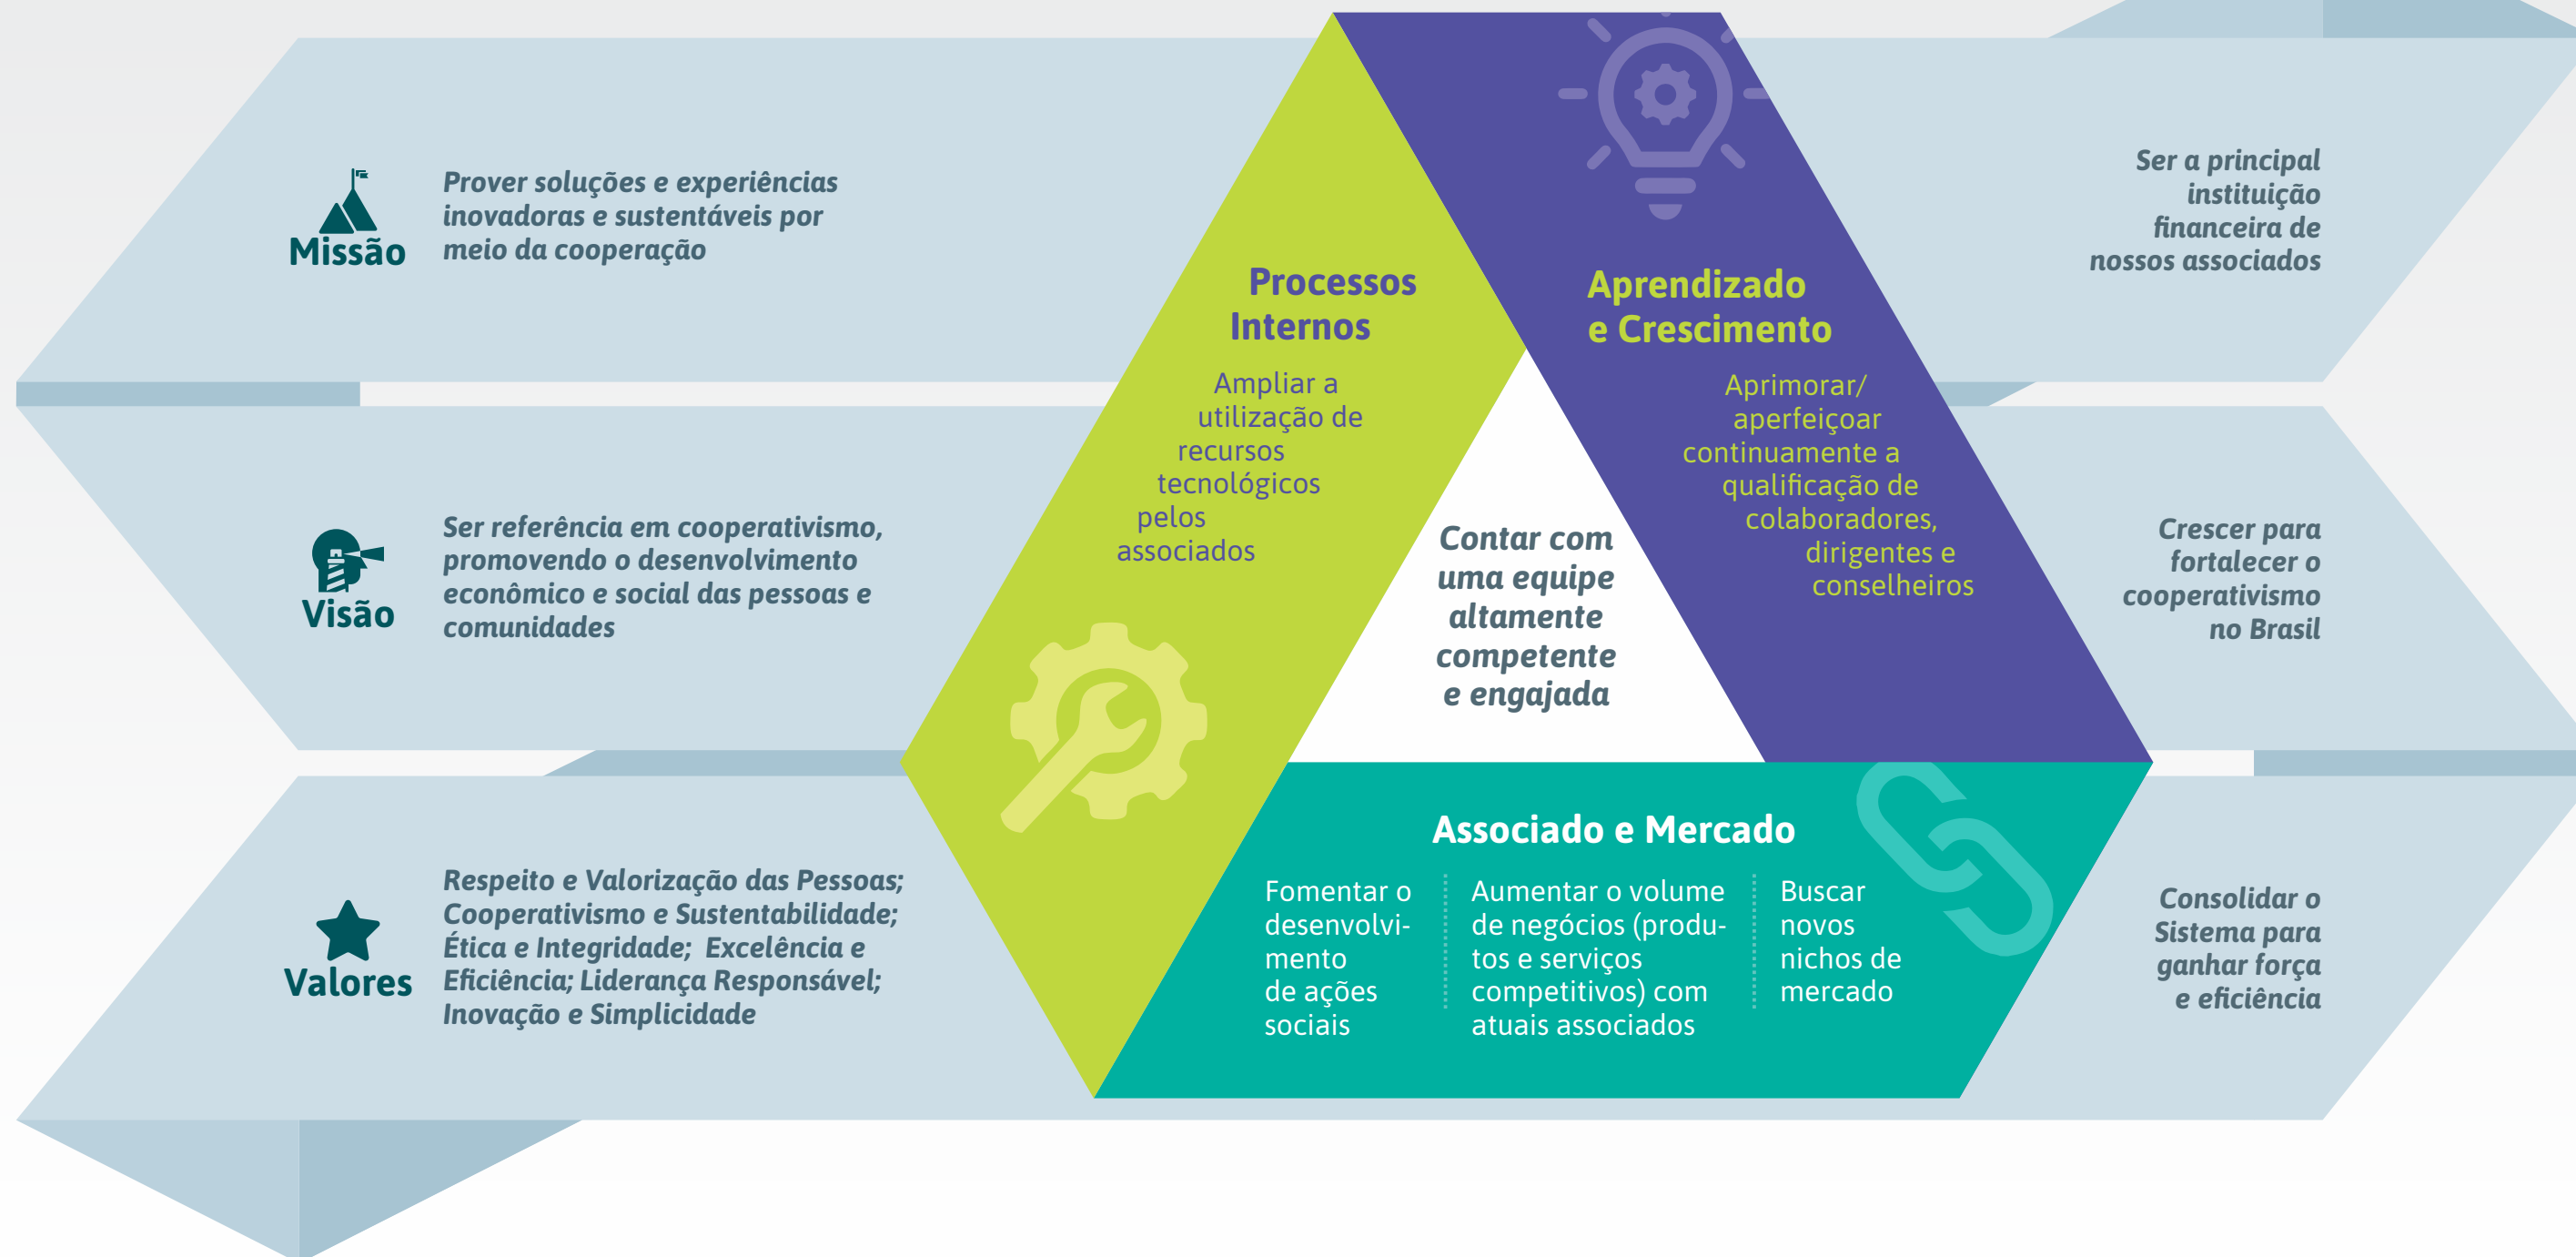 Missão
Prover soluções e experiências
inovadoras e sustentáveis por
meio da cooperação
Visão
Ser referência em cooperativismo,
promovendo o desenvolvimento
econômico e social das pessoas e
comunidades
Valores
Respeito e Valorização das Pessoas;
Cooperativismo e Sustentabilidade;
Ética e Integridade;  Excelência e
Eficiência; Liderança Responsável;
Inovação e Simplicidade
Processos
Internos
Ampliar a
utilização de
recursos
tecnológicos
pelos
associados
Aprendizado
e Crescimento
Aprimorar/
aperfeiçoar
continuamente a
qualificação de
colaboradores,
dirigentes e
conselheiros
Contar com
uma equipe
altamente
competente
e engajada
Associado e Mercado
Fomentar o
desenvolvi-
mento
de ações
sociais
Aumentar o volume
de negócios (produ-
tos e serviços
competitivos) com
atuais associados
Buscar
novos
nichos de
mercado
Ser a principal
instituição
financeira de
nossos associados
Crescer para
fortalecer o
cooperativismo
no Brasil
Consolidar o
Sistema para
ganhar força
e eficiência